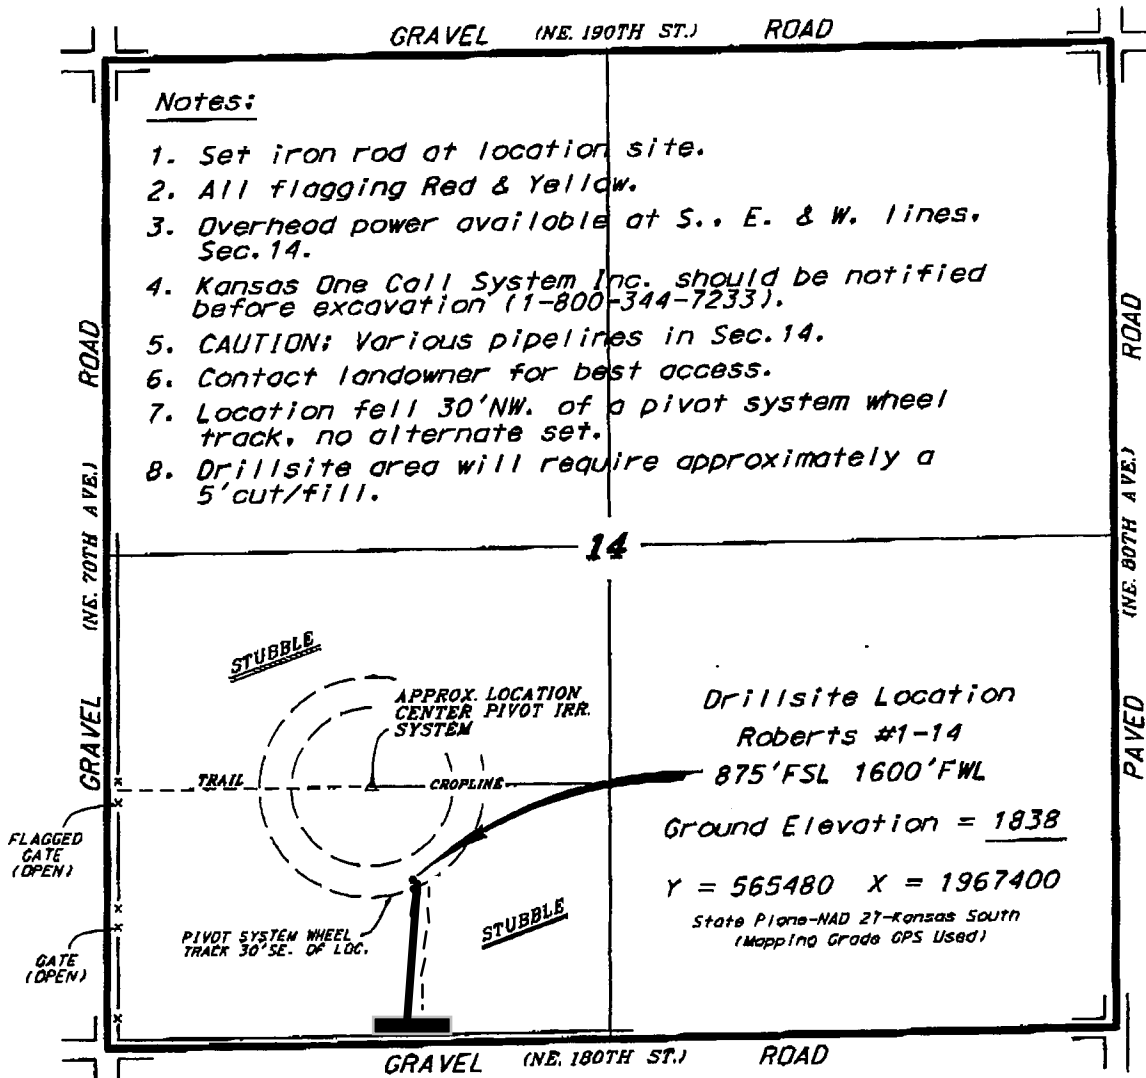 GRAVEL (NE. 190TH ST.) ROAD
Notes:
1. Set iron rod at location site.
2. All flagging Red & Yellow.
3. Overhead power available at S., E. & W. lines,
Sec. 14.
4. Kansas One Call System Inc. should be notified
before excavation (1-800-344-7233).
5. CAUTION: Various pipelines in Sec. 14.
6. Contact landowner for best access.
7. Location fell 30'NW. of a pivot system wheel
track, no alternate set.
8. Drillsite area will require approximately a
5'cut/fill.
GRAVEL (NE. 70TH AVE.) ROAD
PAVED (NE. 80TH AVE.) ROAD
14
STUBBLE
APPROX. LOCATION
CENTER PIVOT IRR.
SYSTEM
TRAIL
CROPLINE
Drillsite Location
Roberts #1-14
875'FSL 1600'FWL
Ground Elevation = 1838
Y = 565480 X = 1967400
State Plane-NAD 27-Kansas South
(Mapping Grade GPS Used)
FLAGGED
GATE
(OPEN)
STUBBLE
PIVOT SYSTEM WHEEL
TRACK 30'SE. OF LOC.
GATE
(OPEN)
GRAVEL (NE. 180TH ST.) ROAD